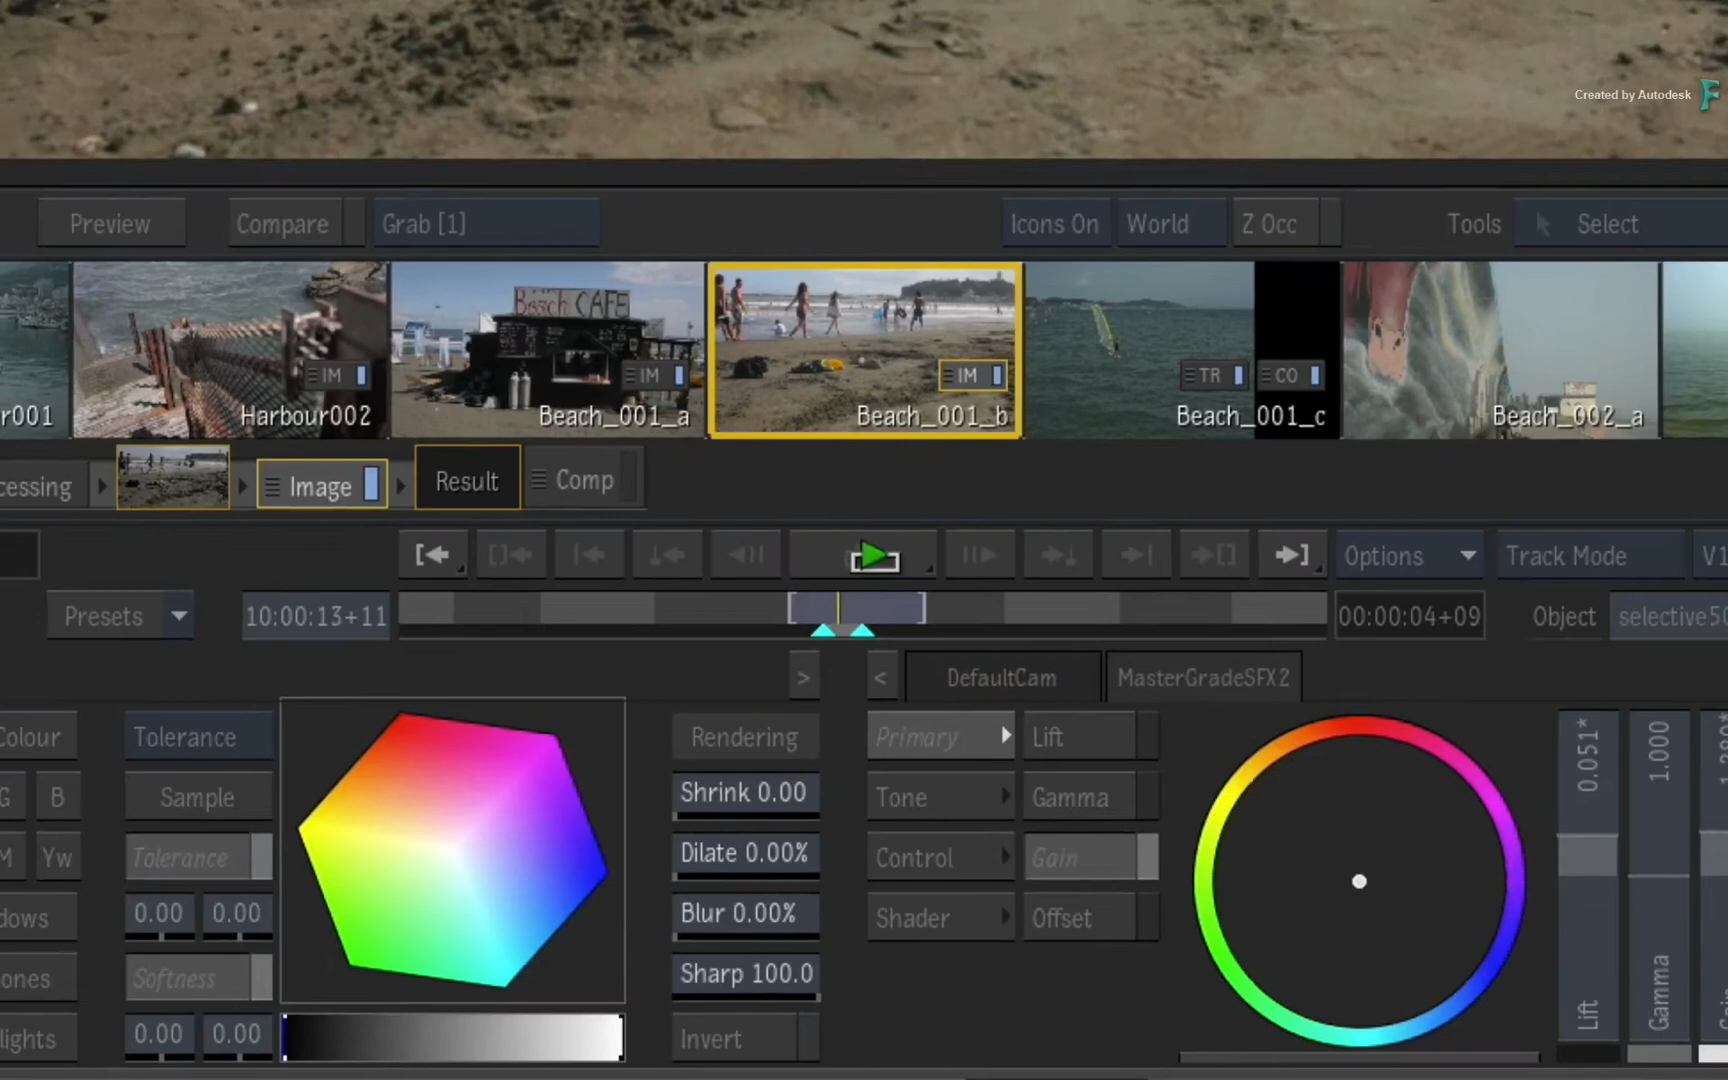 Created by Autodesk
Preview
Compare
Grab [1]
Icons On
World
Z Occ
Tools
Select
r001
IM
Harbour002
Beach CAFE
IM
Beach_001_a
IM
Beach_001_b
TR
CO
Beach_001_c
Beach_002_a
cessing
Image
Result
Comp
Options
Track Mode
V1
Presets
10:00:13+11
00:00:04+09
Object
selective50
>
<
DefaultCam
MasterGradeSFX2
Colour
Tolerance
Rendering
Primary
Lift
G
B
Sample
Shrink 0.00
Tone
Gamma
M
Yw
Tolerance
Dilate 0.00%
Control
Gain
dows
0.00
0.00
Blur 0.00%
Shader
Offset
ones
Softness
Sharp 100.0
lights
0.00
0.00
Invert
0.051*
Lift
1.000
Gamma